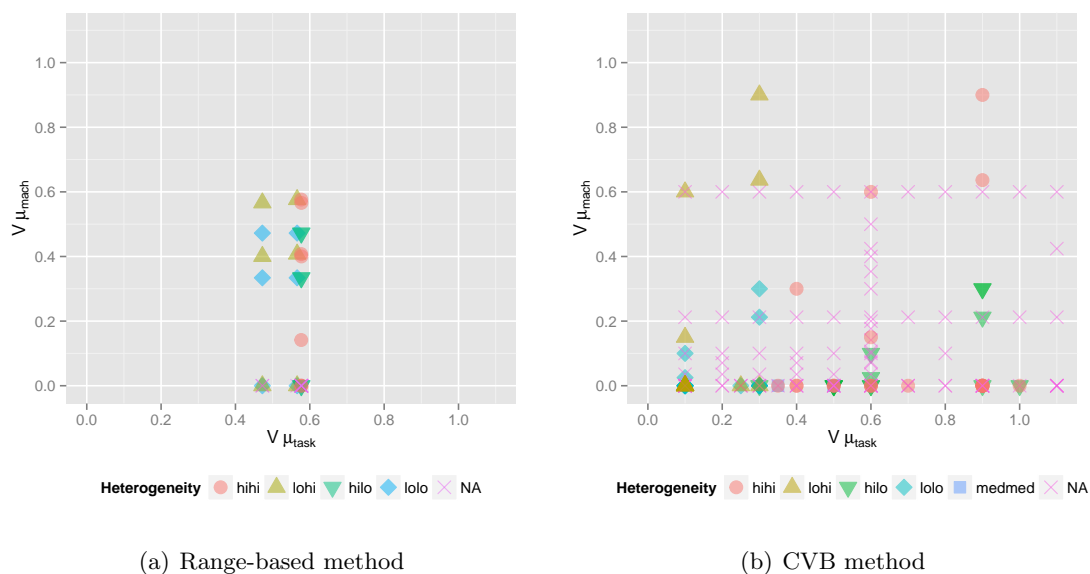 1.0
0.8
0.6
0.4
0.2
0.0
V μmach
0.0 0.2 0.4 0.6 0.8 1.0
V μtask
Heterogeneity hihi lohi hilo lolo NA
(a) Range-based method
1.0
0.8
0.6
0.4
0.2
0.0
V μmach
0.0 0.2 0.4 0.6 0.8 1.0
V μtask
Heterogeneity hihi lohi hilo lolo medmed NA
(b) CVB method